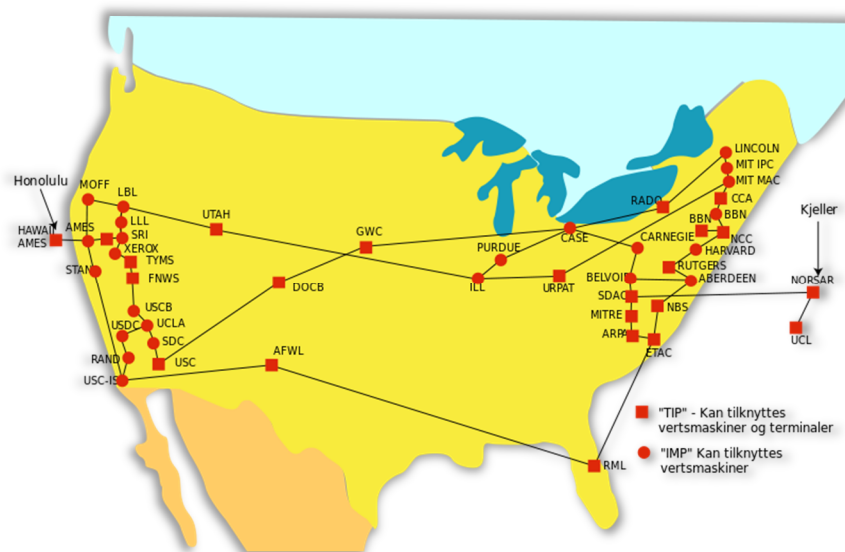 LINCOLN
MIT IPC
Honolulu
MOFF
LBL
MIT MAC
RADO
CCA
Kjeller
LLL
UTAH
BBN
BBN
HAWAI
AMES
AMES
SRI
GWC
CASE
CARNEGIE
NCC
XEROX
PURDUE
HARVARD
TYMS
STAN
RUTGERS
FNWS
DOCB
ILL
URPAT
BELVOIR
ABERDEEN
NORSAR
SDAC
USCB
NBS
MITRE
USDC
UCLA
ARPA
UCL
SDC
ETAC
RAND
USC
AFWL
USC-IS
"TIP" - Kan tilknyttes
vertsmaskiner og terminaler
"IMP" Kan tilknyttes
vertsmaskiner
RML